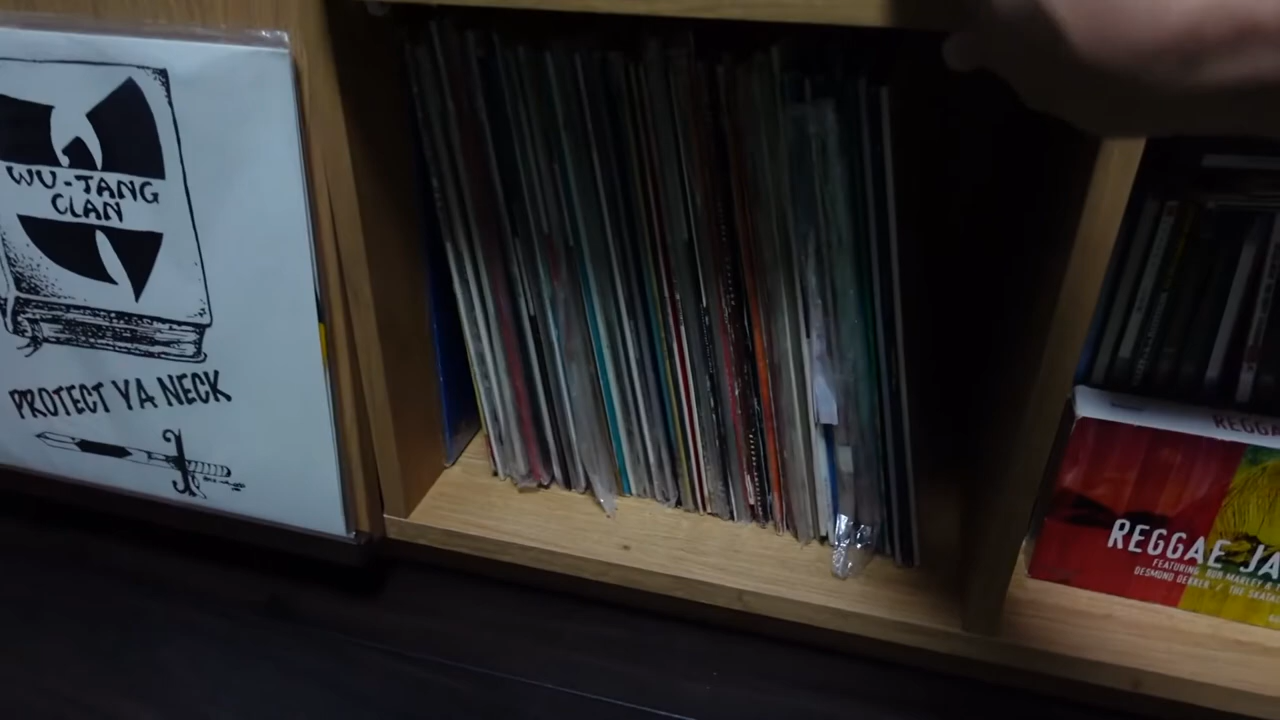 WU-TANG
CLAN
PROTECT YA NECK
REGGA
REGGAE JA
FEATURING BOB MARLEY
DESMOND DEKKER / THE SKATA